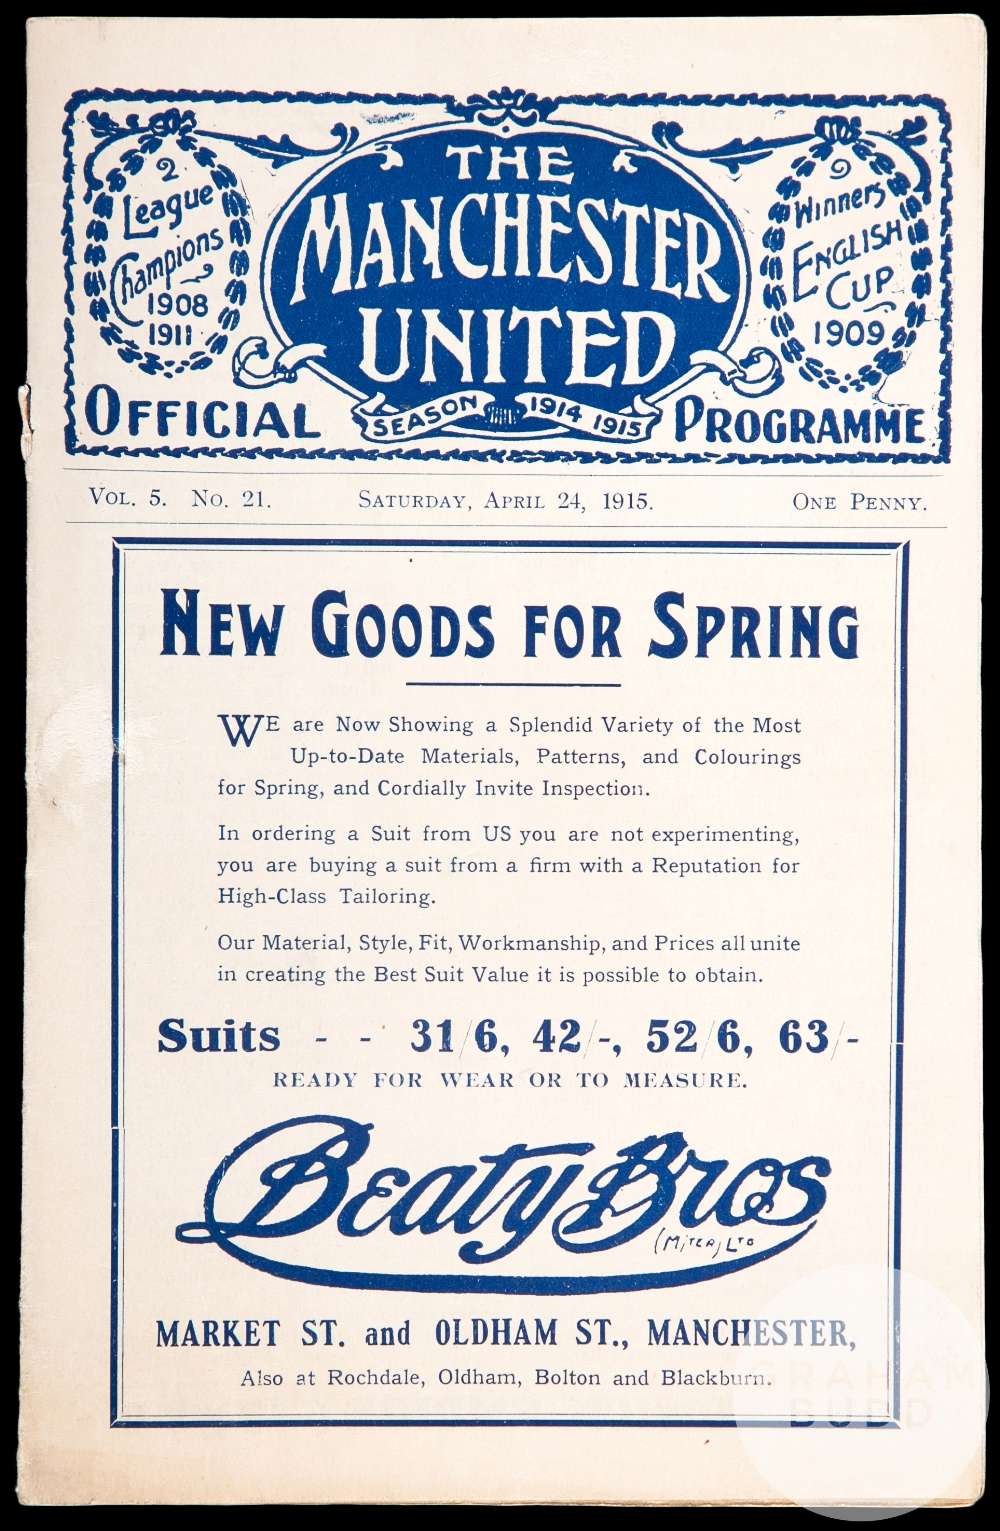 2
League
Champions
1908
1911
THE
MANCHESTER
UNITED
SEASON 1914 1915
Winners
ENGLISH
CUP
1909
OFFICIAL PROGRAMME
VOL. 5. NO. 21. SATURDAY, APRIL 24, 1915. ONE PENNY.
NEW GOODS FOR SPRING
WE are Now Showing a Splendid Variety of the Most
Up-to-Date Materials, Patterns, and Colourings
for Spring, and Cordially Invite Inspection.
In ordering a Suit from US you are not experimenting,
you are buying a suit from a firm with a Reputation for
High-Class Tailoring.
Our Material, Style, Fit, Workmanship, and Prices all unite
in creating the Best Suit Value it is possible to obtain.
Suits - - 31/6, 42/-, 52/6, 63/-
READY FOR WEAR OR TO MEASURE.
Beaty Bros
LTD
MARKET ST. and OLDHAM ST., MANCHESTER,
Also at Rochdale, Oldham, Bolton and Blackburn.
GRAHAM
BUDD